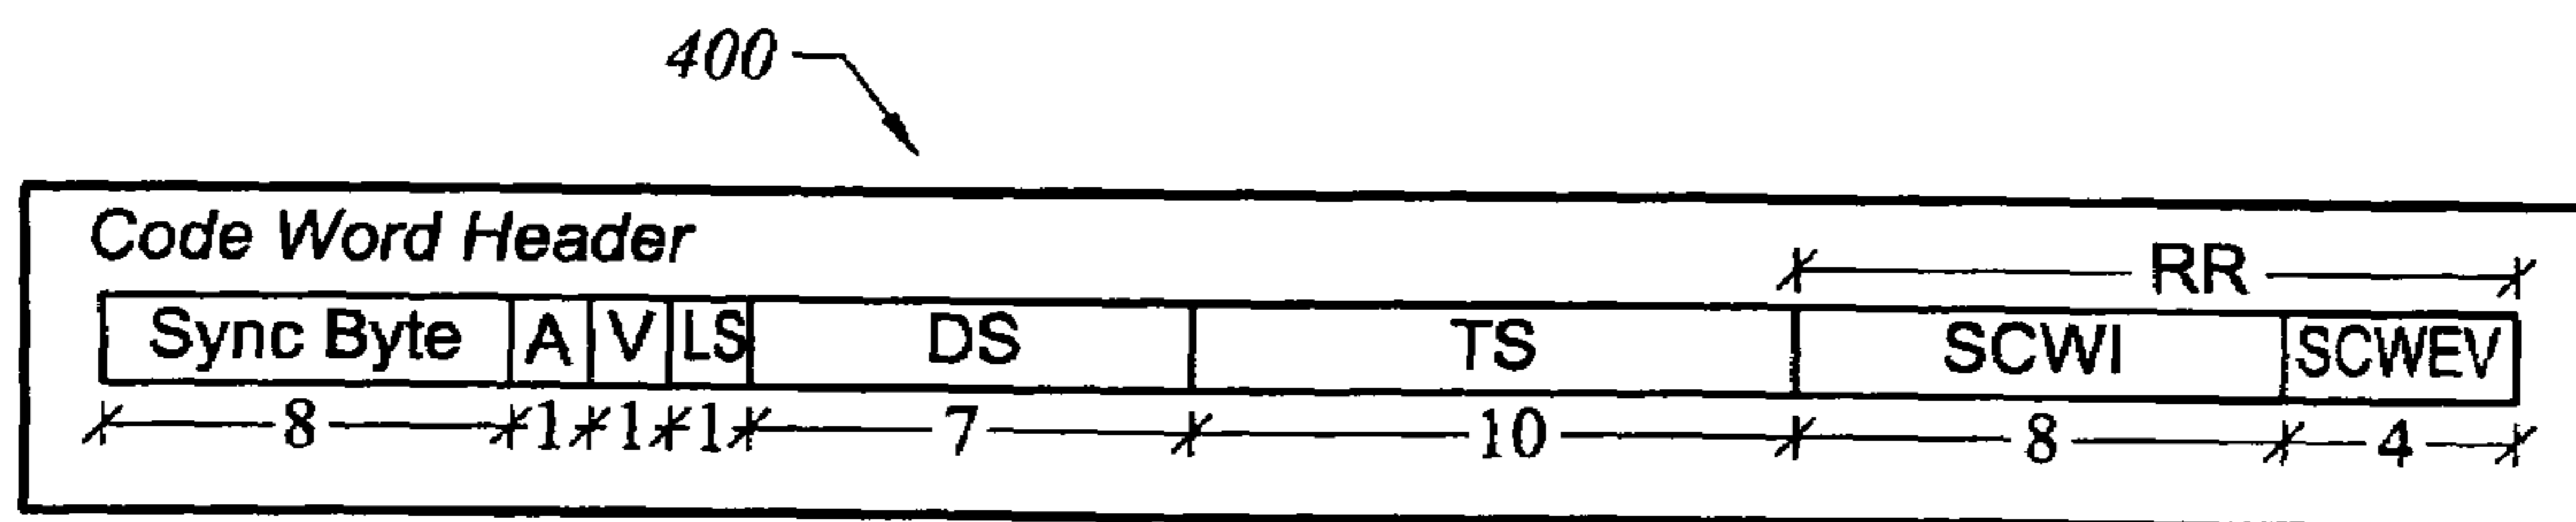 400
Code Word Header
RR
Sync Byte A V LS DS TS SCWI SCWEV
8 1 1 1 7 10 8 4